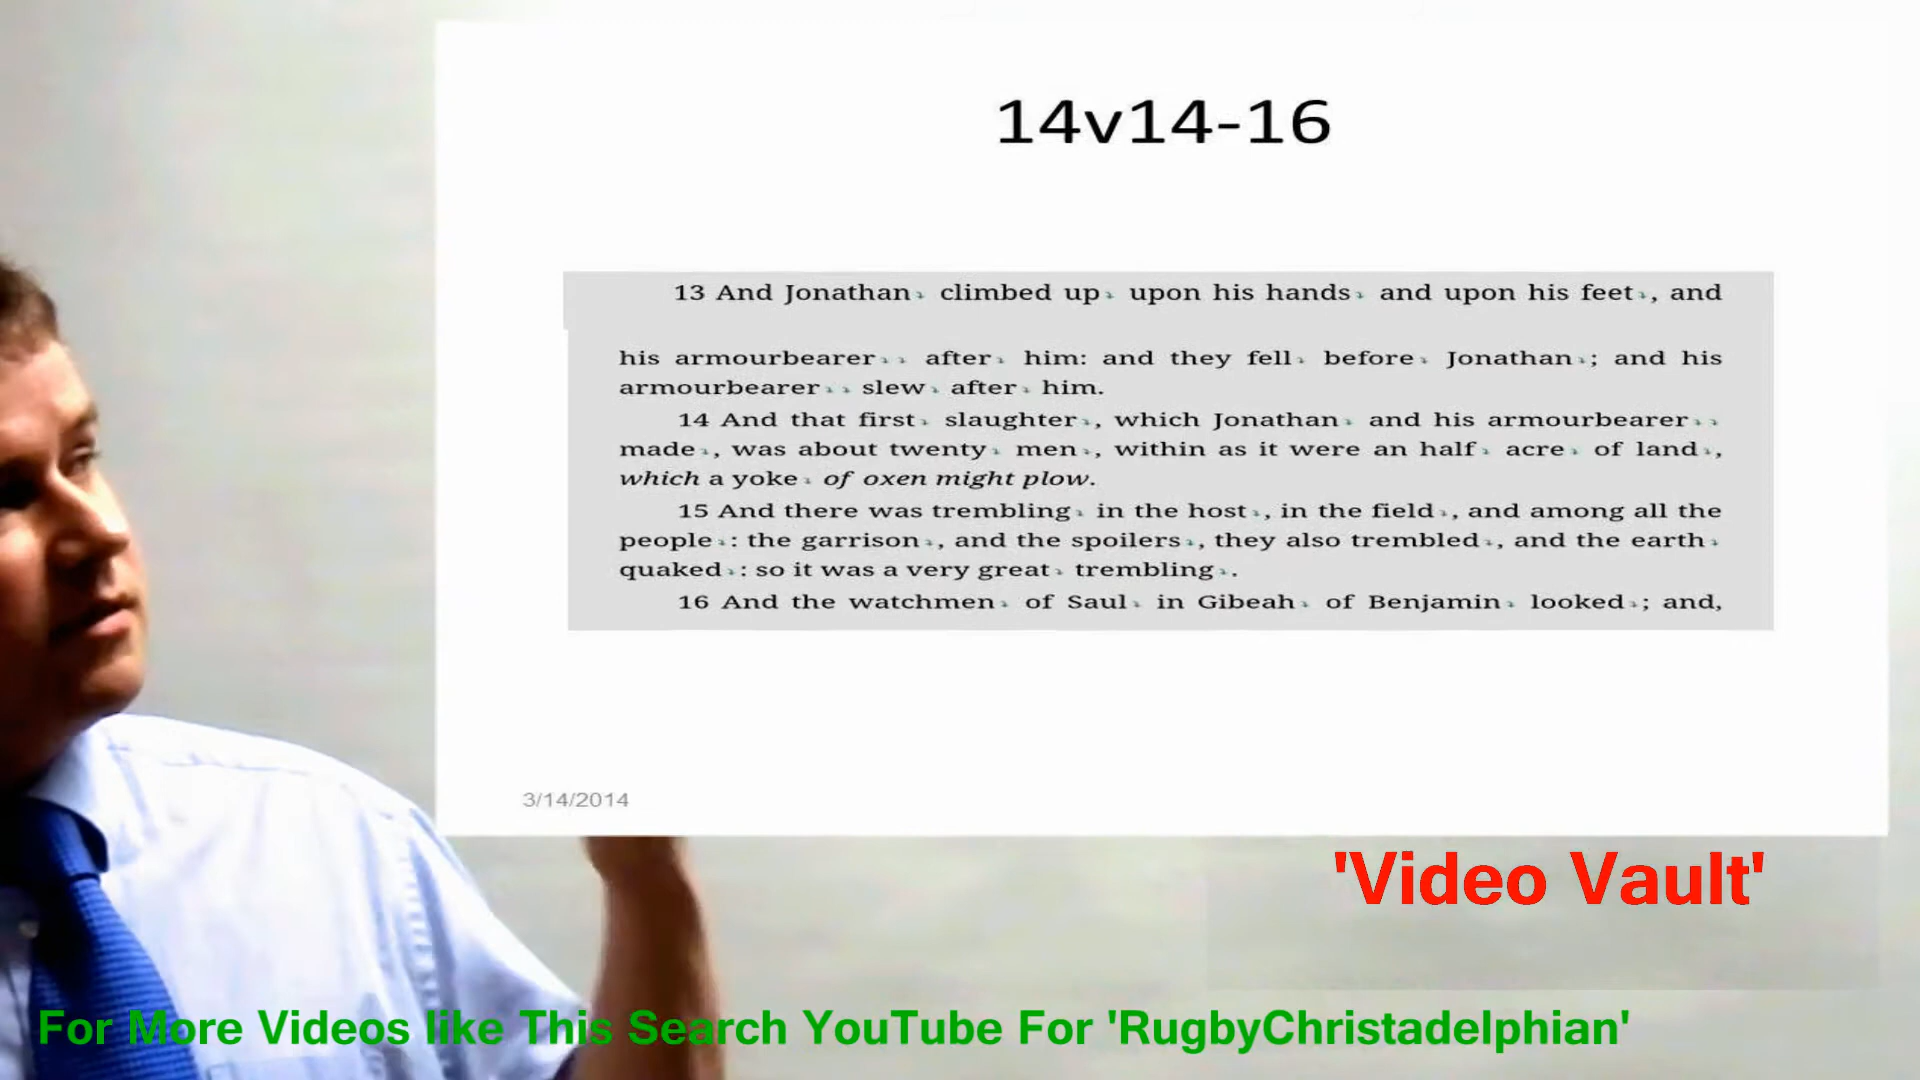 14v14-16
13 And Jonathan climbed up upon his hands and upon his feet, and
his armourbearer after him: and they fell before Jonathan; and his
armourbearer slew after him.
14 And that first slaughter, which Jonathan and his armourbearer
made, was about twenty men, within as it were an half acre of land,
which a yoke of oxen might plow.
15 And there was trembling in the host, in the field, and among all the
people: the garrison, and the spoilers, they also trembled, and the earth
quaked: so it was a very great trembling.
16 And the watchmen of Saul in Gibeah of Benjamin looked; and,
3/14/2014
'Video Vault'
For More Videos like This Search YouTube For 'RugbyChristadelphian'